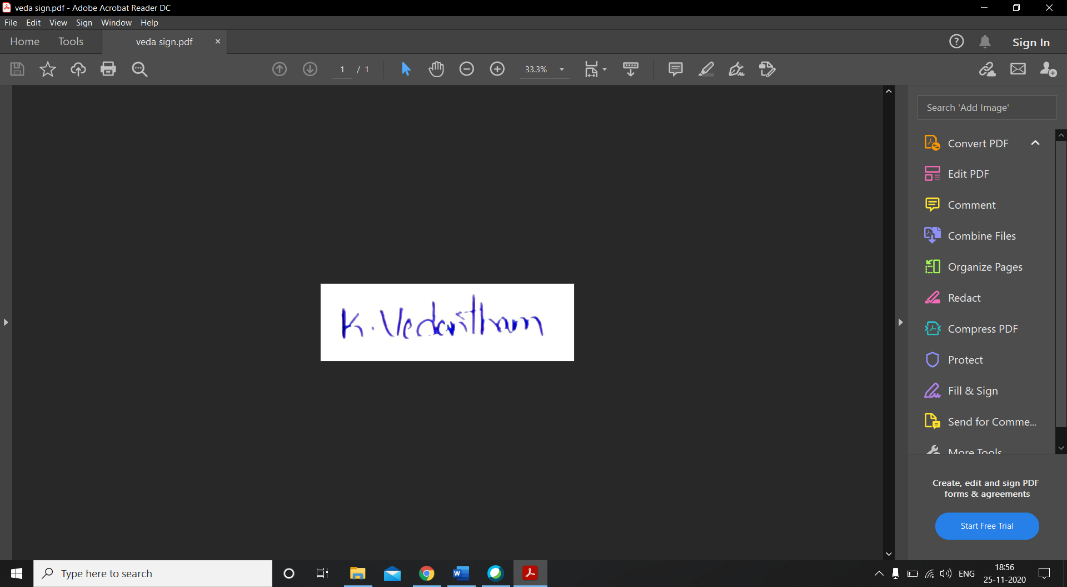 veda sign.pdf - Adobe Acrobat Reader DC
File Edit View Sign Window Help
Home Tools veda sign.pdf × Sign In
1 / 1 33.3%
Search 'Add Image'
Convert PDF
Edit PDF
Comment
Combine Files
Organize Pages
Redact
Compress PDF
Protect
Fill & Sign
Send for Comme...
More Tools
K. Vedavitham
Create, edit and sign PDF
forms & agreements
Start Free Trial
Type here to search
ENG
18:56
25-11-2020